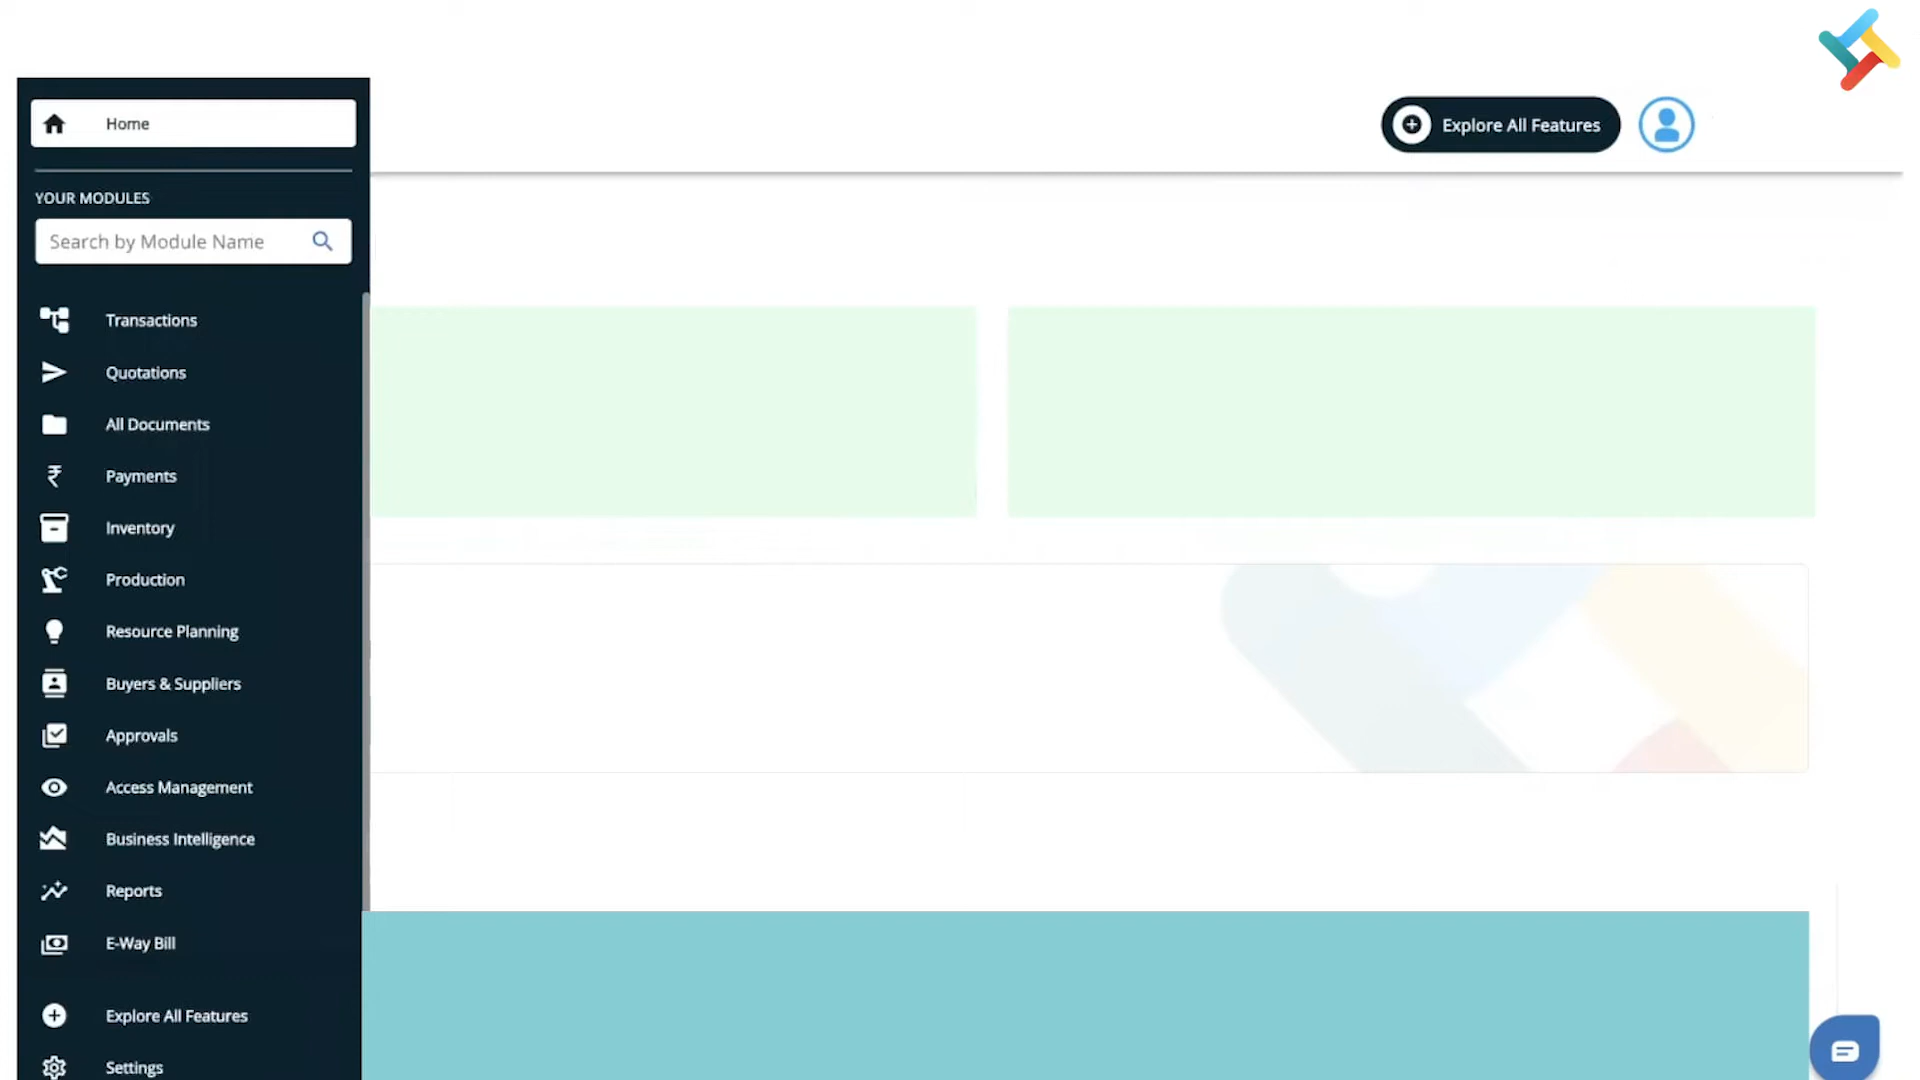 Home
Explore All Features
YOUR MODULES
Search by Module Name
Transactions
Quotations
All Documents
Payments
Inventory
Production
Resource Planning
Buyers & Suppliers
Approvals
Access Management
Business Intelligence
Reports
E-Way Bill
Explore All Features
Settings